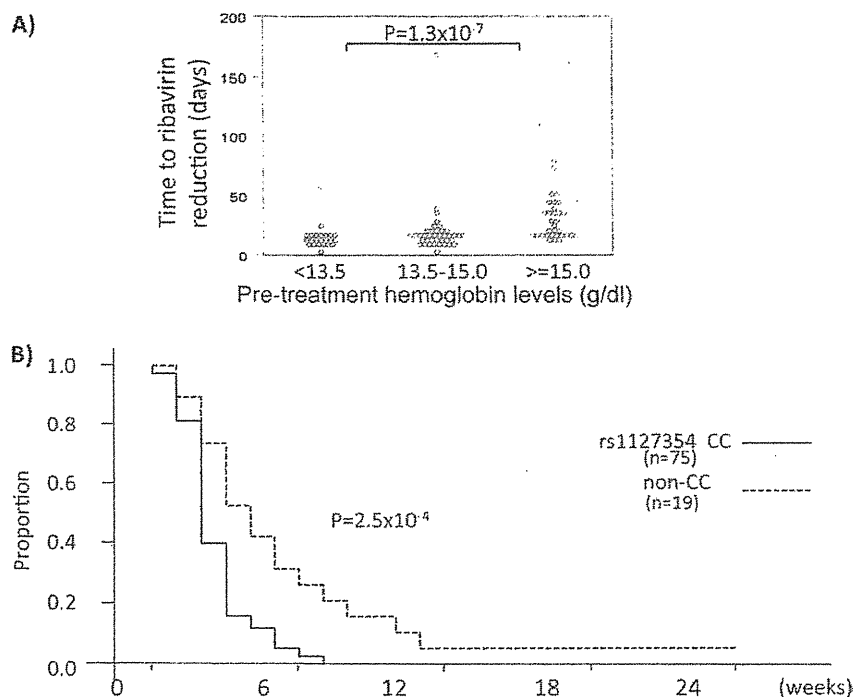 A)
P=1.3x10-7
Time to ribavirin
reduction (days)
200
150
100
50
0
<13.5 13.5-15.0 >=15.0
Pre-treatment hemoglobin levels (g/dl)
B)
Proportion
1.0
0.8
0.6
0.4
0.2
0.0
rs1127354 CC
(n=75)
non-CC
(n=19)
P=2.5x10-4
0 6 12 18 24 (weeks)